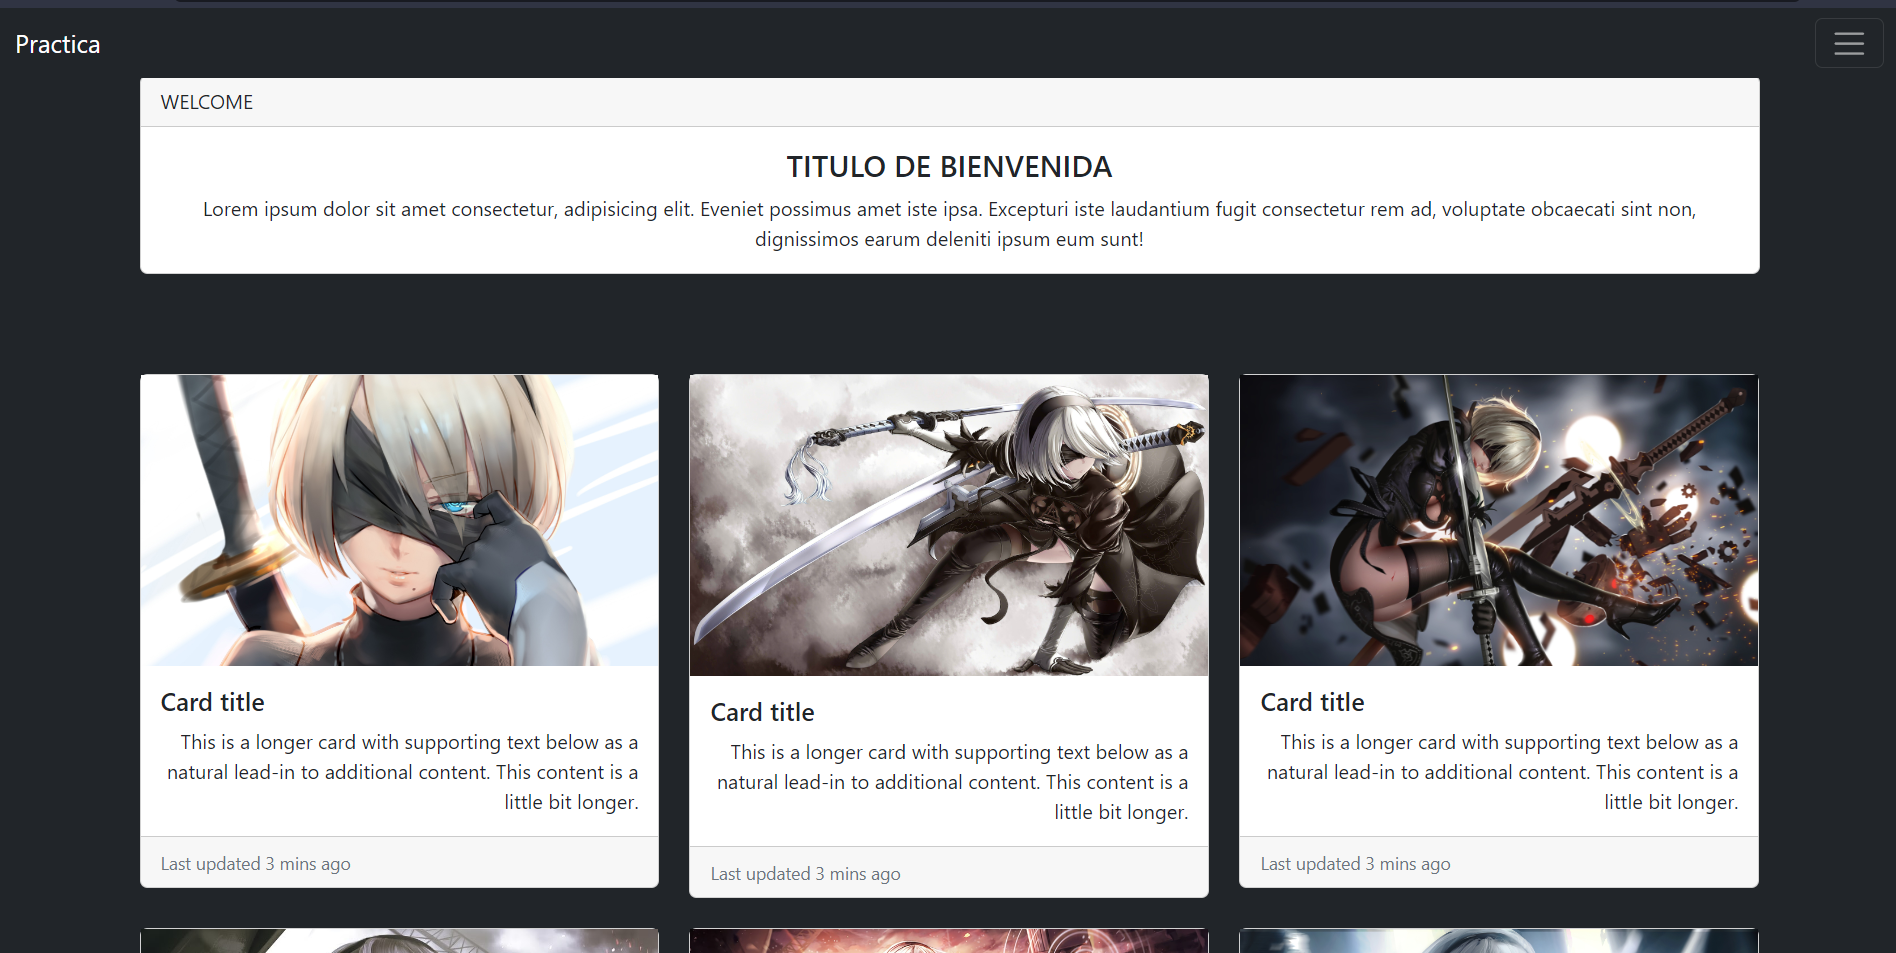 Practica
WELCOME
TITULO DE BIENVENIDA
Lorem ipsum dolor sit amet consectetur, adipisicing elit. Eveniet possimus amet iste ipsa. Excepturi iste laudantium fugit consectetur rem ad, voluptate obcaecati sint non,
dignissimos earum deleniti ipsum eum sunt!
Card title
This is a longer card with supporting text below as a
natural lead-in to additional content. This content is a
little bit longer.
Last updated 3 mins ago
Card title
This is a longer card with supporting text below as a
natural lead-in to additional content. This content is a
little bit longer.
Last updated 3 mins ago
Card title
This is a longer card with supporting text below as a
natural lead-in to additional content. This content is a
little bit longer.
Last updated 3 mins ago